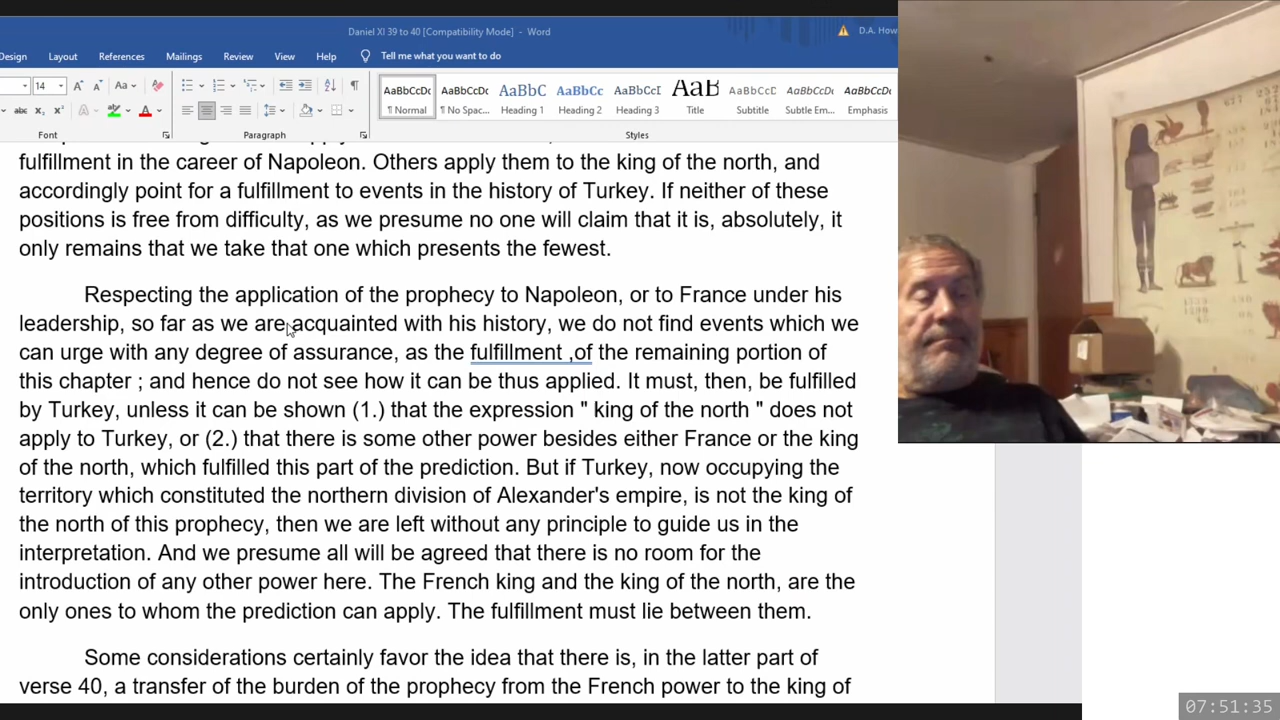 Daniel XI 39 to 40 [Compatibility Mode] - Word
D.A. How
Design Layout References Mailings Review View Help Tell me what you want to do
14 Aa
abc x₂ x² A A
AaBbCcDc AaBbCcDc AaBbC AaBbCc AaBbCcD AaB AaBbCcD AaBbCcDc AaBbCcDc
¶ Normal ¶ No Spac... Heading 1 Heading 2 Heading 3 Title Subtitle Subtle Em... Emphasis
Font Paragraph Styles
fulfillment in the career of Napoleon. Others apply them to the king of the north, and
accordingly point for a fulfillment to events in the history of Turkey. If neither of these
positions is free from difficulty, as we presume no one will claim that it is, absolutely, it
only remains that we take that one which presents the fewest.
Respecting the application of the prophecy to Napoleon, or to France under his
leadership, so far as we are acquainted with his history, we do not find events which we
can urge with any degree of assurance, as the fulfillment ,of the remaining portion of
this chapter ; and hence do not see how it can be thus applied. It must, then, be fulfilled
by Turkey, unless it can be shown (1.) that the expression " king of the north " does not
apply to Turkey, or (2.) that there is some other power besides either France or the king
of the north, which fulfilled this part of the prediction. But if Turkey, now occupying the
territory which constituted the northern division of Alexander's empire, is not the king of
the north of this prophecy, then we are left without any principle to guide us in the
interpretation. And we presume all will be agreed that there is no room for the
introduction of any other power here. The French king and the king of the north, are the
only ones to whom the prediction can apply. The fulfillment must lie between them.
Some considerations certainly favor the idea that there is, in the latter part of
verse 40, a transfer of the burden of the prophecy from the French power to the king of
07:51:35